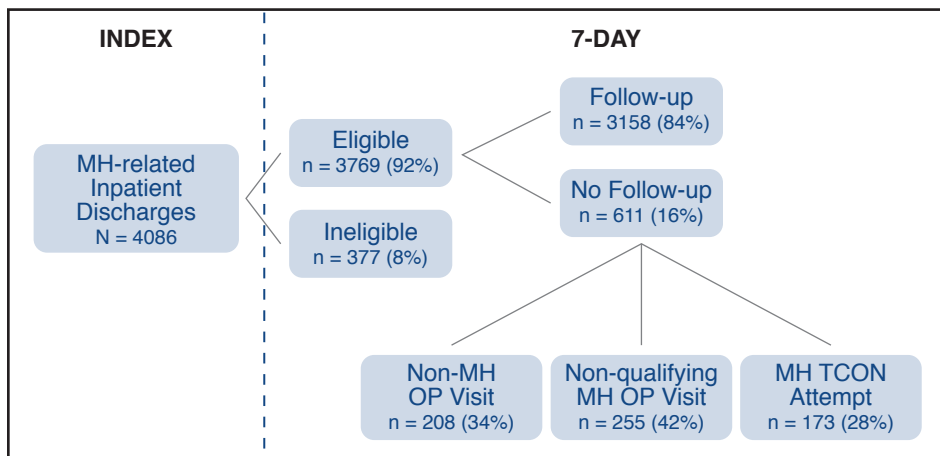 INDEX
7-DAY
MH-related
Inpatient
Discharges
N = 4086
Eligible
n = 3769 (92%)
Ineligible
n = 377 (8%)
Follow-up
n = 3158 (84%)
No Follow-up
n = 611 (16%)
Non-MH
OP Visit
n = 208 (34%)
Non-qualifying
MH OP Visit
n = 255 (42%)
MH TCON
Attempt
n = 173 (28%)